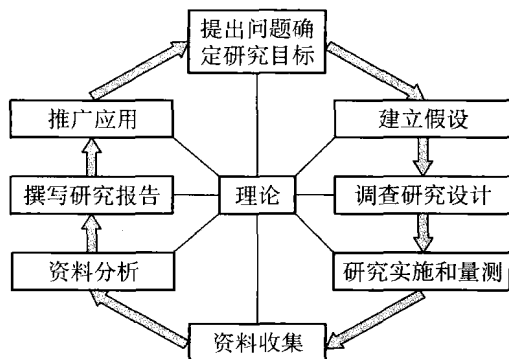 提出问题确
定研究目标
推广应用
建立假设
撰写研究报告
理论
调查研究设计
资料分析
研究实施和量测
资料收集